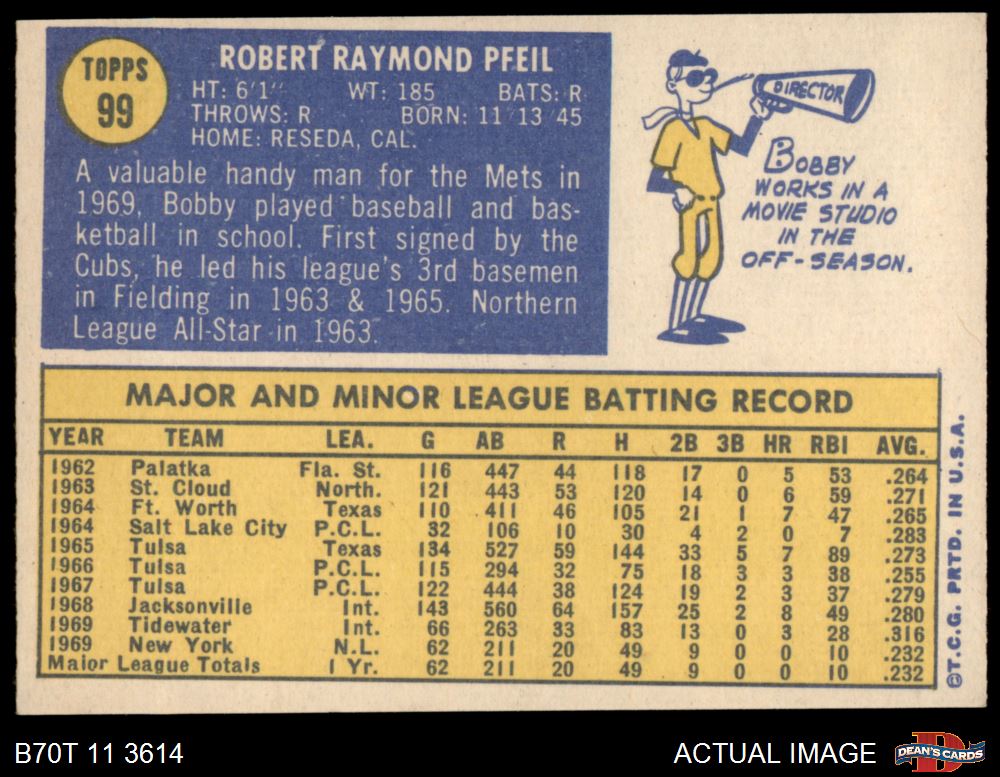 TOPPS
99
ROBERT RAYMOND PFEIL
HT: 6'1" WT: 185 BATS: R
THROWS: R BORN: 11 13 45
HOME: RESEDA, CAL.
A valuable handy man for the Mets in
1969, Bobby played baseball and bas-
ketball in school. First signed by the
Cubs, he led his league's 3rd basemen
in Fielding in 1963 & 1965. Northern
League All-Star in 1963.
DIRECTOR
BOBBY
WORKS IN A
MOVIE STUDIO
IN THE
OFF-SEASON.
MAJOR AND MINOR LEAGUE BATTING RECORD
YEAR TEAM LEA. G AB R H 2B 3B HR RBI AVG.
1962 Palatka Fla. St. 116 447 44 118 17 0 5 53 .264
1963 St. Cloud North. 121 443 53 120 14 0 6 59 .271
1964 Ft. Worth Texas 110 411 46 105 21 1 7 47 .265
1964 Salt Lake City P.C.L. 32 106 10 30 4 2 0 7 .283
1965 Tulsa Texas 134 527 59 144 33 5 7 89 .273
1966 Tulsa P.C.L. 115 294 32 75 18 3 3 38 .255
1967 Tulsa P.C.L. 122 444 38 124 19 2 3 37 .279
1968 Jacksonville Int. 143 560 64 157 25 2 8 49 .280
1969 Tidewater Int. 66 263 33 83 13 0 3 28 .316
1969 New York N.L. 62 211 20 49 9 0 0 10 .232
Major League Totals 1 Yr. 62 211 20 49 9 0 0 10 .232
©T.C.G. PRTD. IN U.S.A.
B70T 11 3614
ACTUAL IMAGE
DEAN'S CARDS